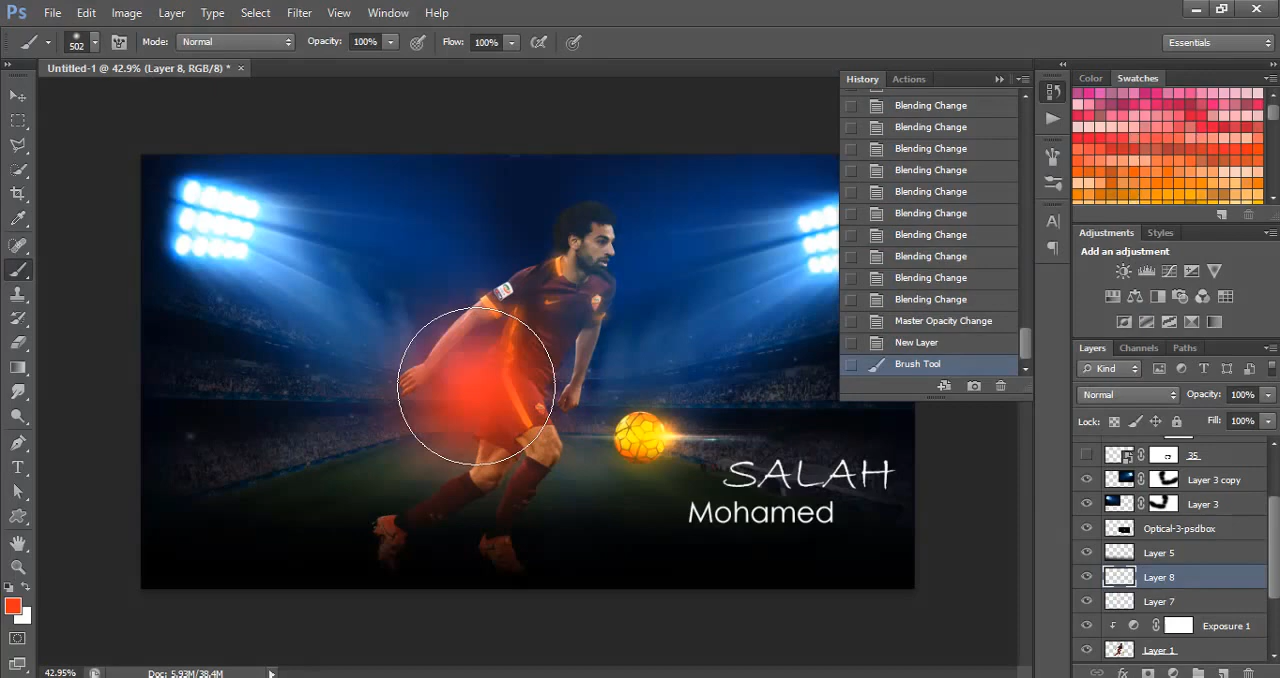 Ps File Edit Image Layer Type Select Filter View Window Help
502 Mode: Normal Opacity: 100% Flow: 100% Essentials
Untitled-1 @ 42.9% (Layer 8, RGB/8) * ×
History Actions
Blending Change
Blending Change
Blending Change
Blending Change
Blending Change
Blending Change
Blending Change
Blending Change
Blending Change
Blending Change
Master Opacity Change
New Layer
Brush Tool
Color Swatches
Adjustments Styles
Add an adjustment
Layers Channels Paths
Kind
Normal Opacity: 100%
Lock: Fill: 100%
35
Layer 3 copy
Layer 3
Optical-3-psdbox
Layer 5
Layer 8
Layer 7
Exposure 1
Layer 1
SALAH
Mohamed
42.95% Doc: 5.93M/38.4M